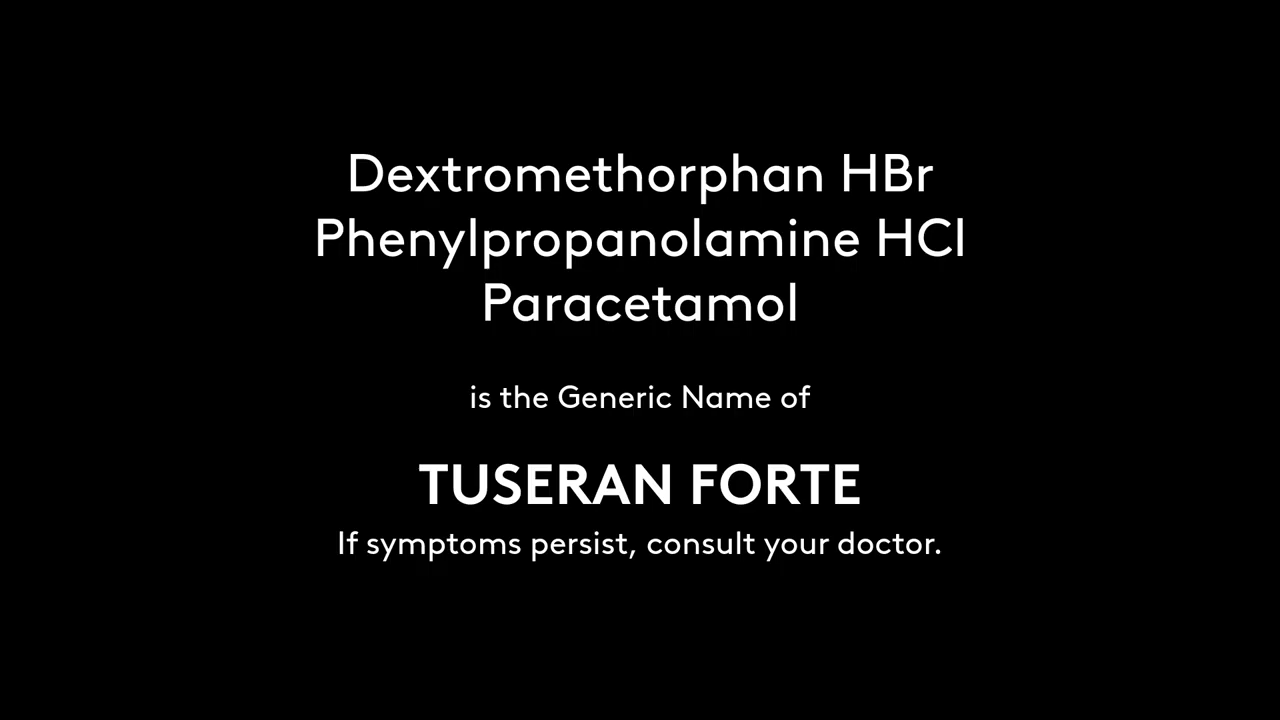 Dextromethorphan HBr
Phenylpropanolamine HCl
Paracetamol
is the Generic Name of
TUSERAN FORTE
If symptoms persist, consult your doctor.